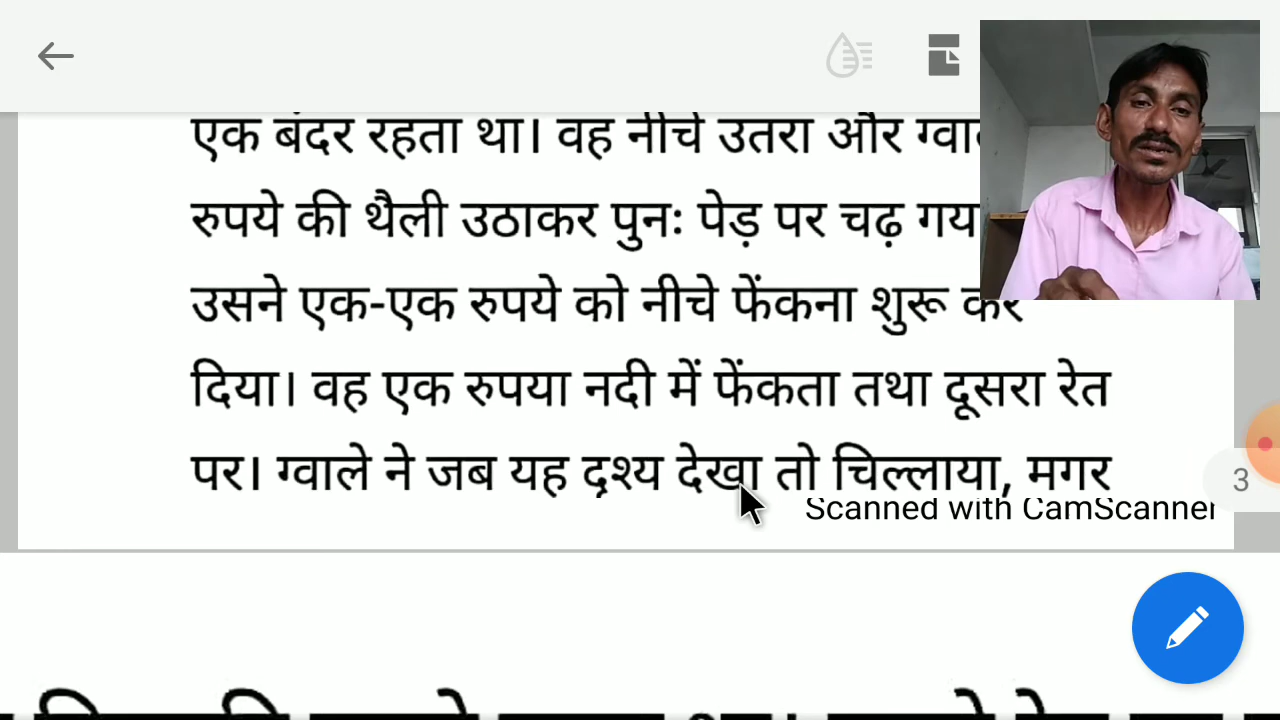 एक बंदर रहता था। वह नीचे उतरा और
रुपये की थैली उठाकर पुनः पेड़ पर चढ़
उसने एक-एक रुपये को नीचे फेंकना शुरू कर
दिया। वह एक रुपया नदी में फेंकता तथा दूसरा रेत
पर। ग्वाले ने जब यह दृश्य देखा तो चिल्लाया, मगर
Scanned with CamScanner
3